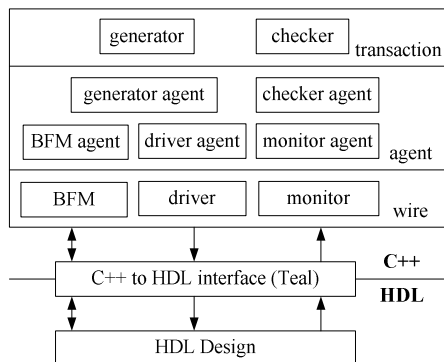 generator checker
transaction
generator agent checker agent
BFM agent driver agent monitor agent
agent
BFM driver monitor
wire
C++
C++ to HDL interface (Teal)
HDL
HDL Design